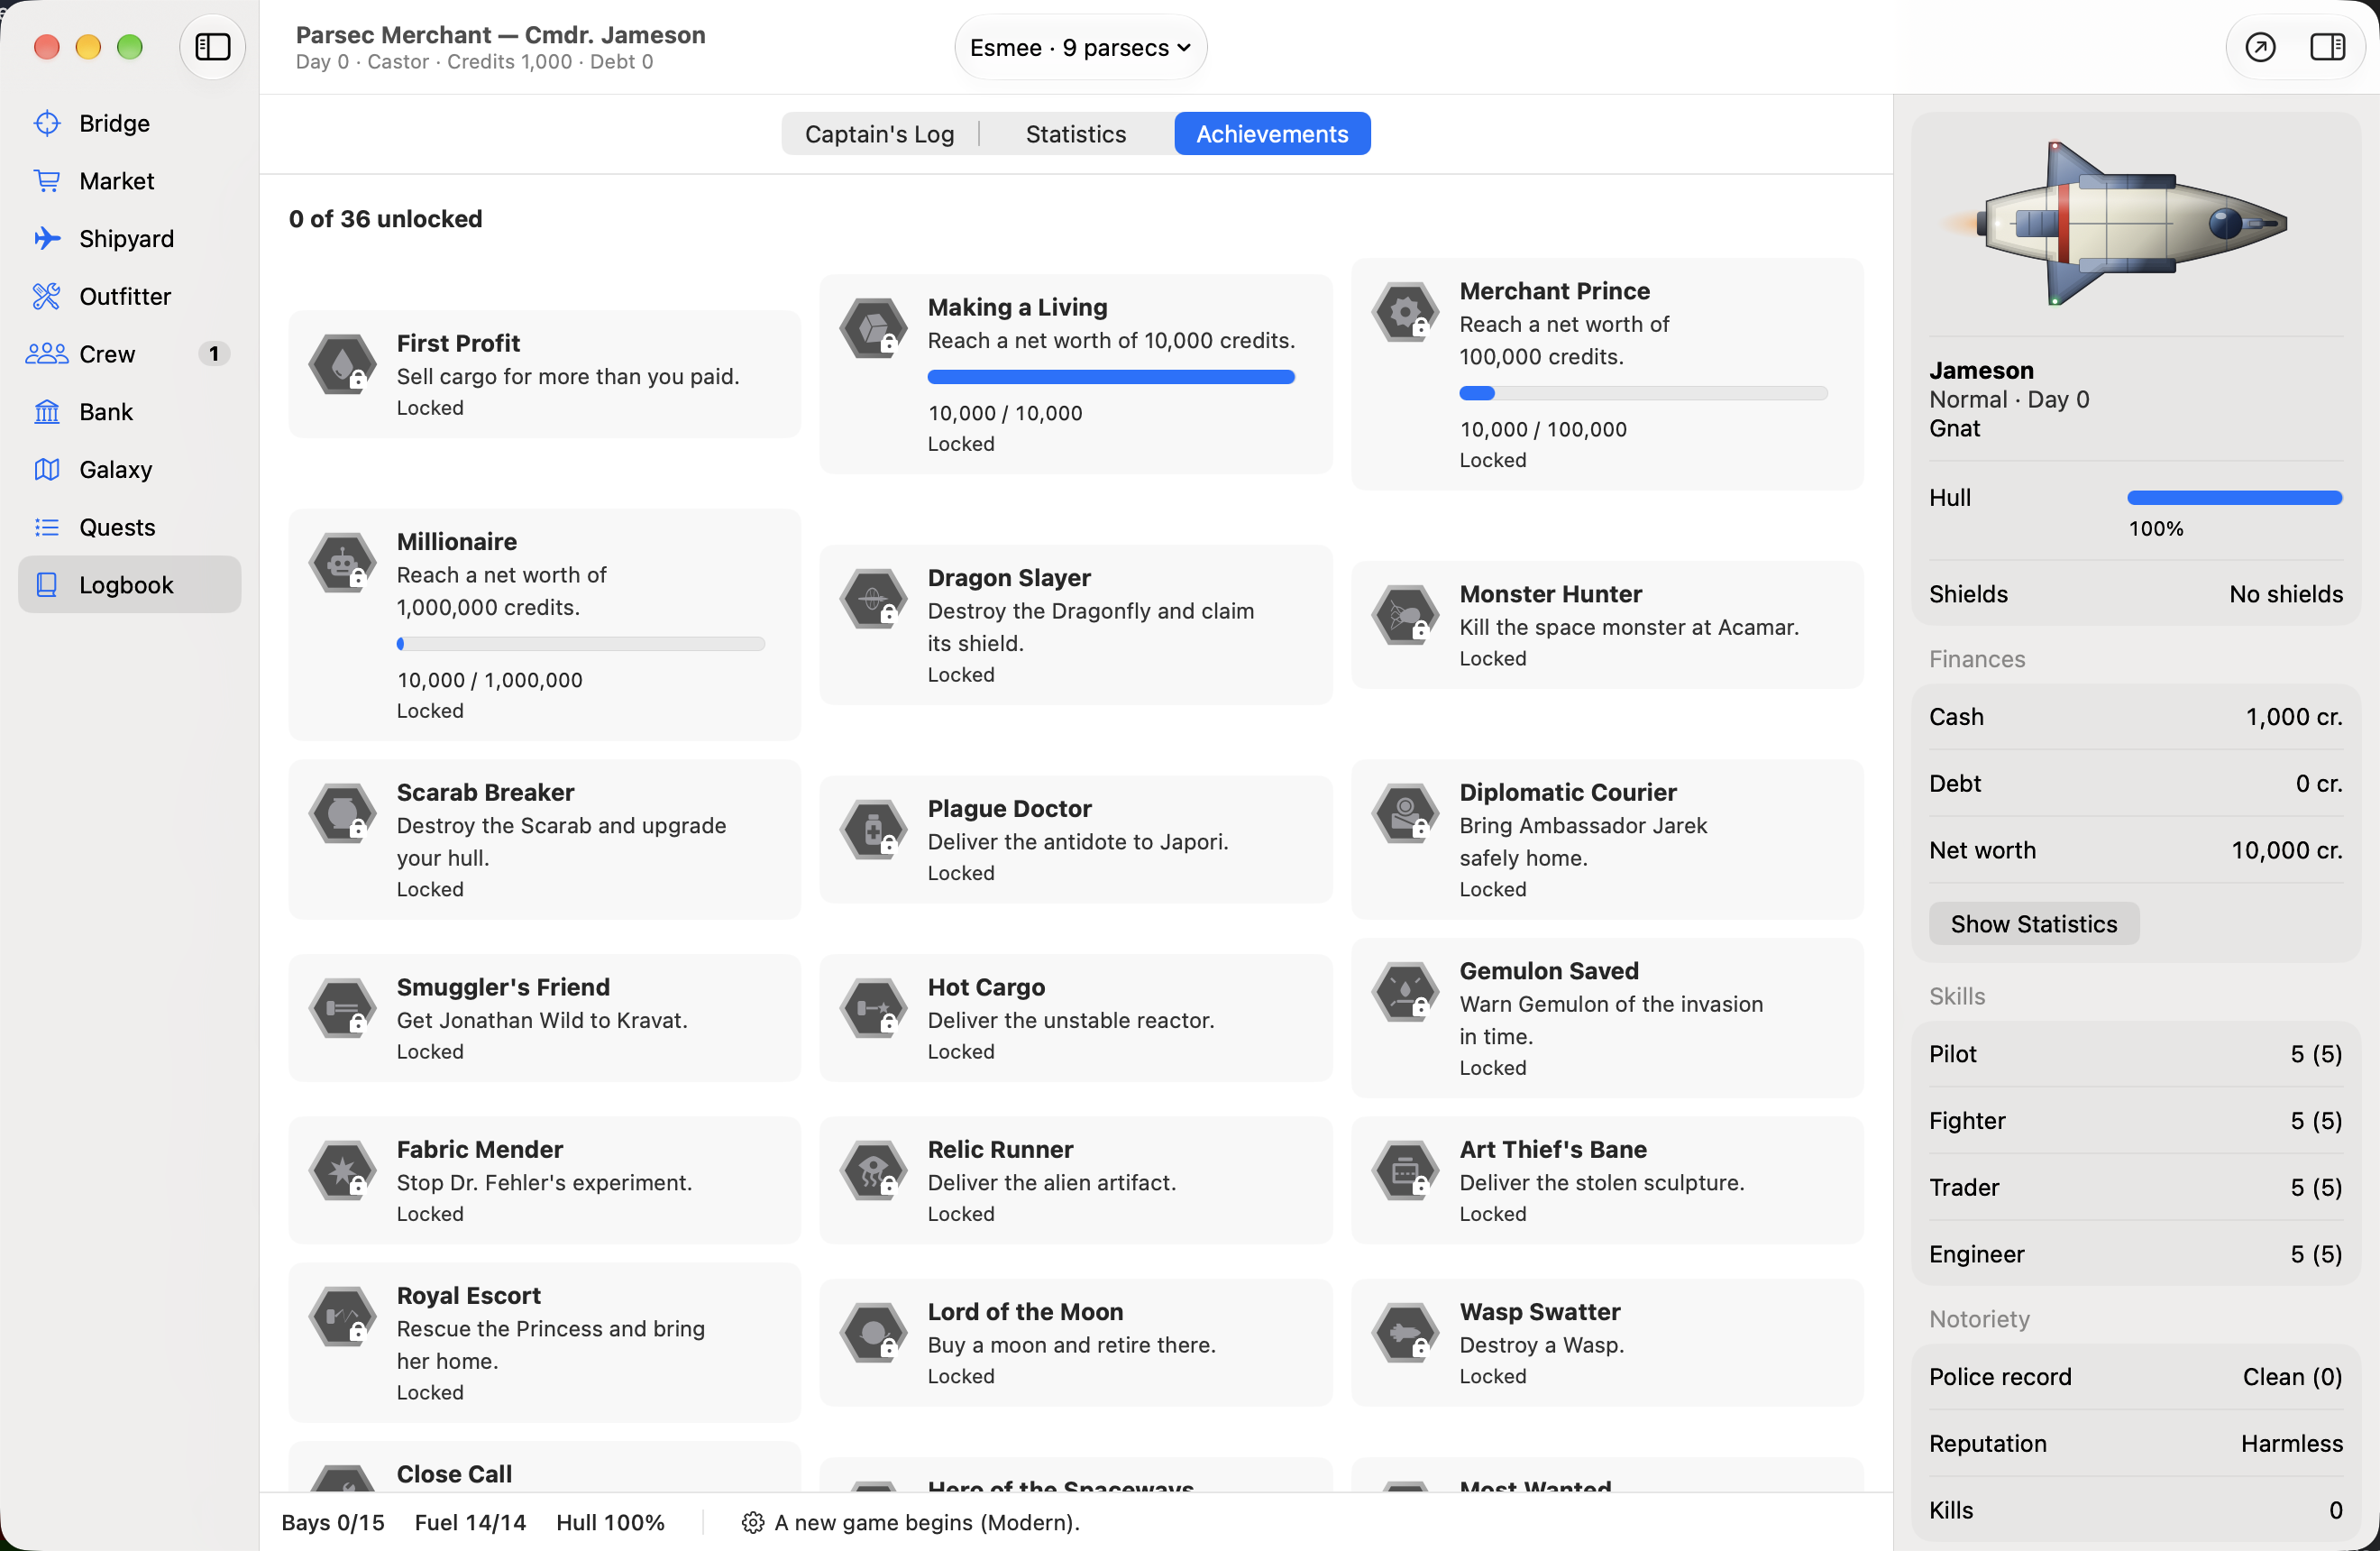 Parsec Merchant — Cmdr. Jameson
Day 0 · Castor · Credits 1,000 · Debt 0
Esmee · 9 parsecs
Bridge
Market
Shipyard
Outfitter
Crew 1
Bank
Galaxy
Quests
Logbook
Captain's Log
Statistics
Achievements
0 of 36 unlocked
First Profit
Sell cargo for more than you paid.
Locked
Making a Living
Reach a net worth of 10,000 credits.
10,000 / 10,000
Locked
Merchant Prince
Reach a net worth of
100,000 credits.
10,000 / 100,000
Locked
Millionaire
Reach a net worth of
1,000,000 credits.
10,000 / 1,000,000
Locked
Dragon Slayer
Destroy the Dragonfly and claim
its shield.
Locked
Monster Hunter
Kill the space monster at Acamar.
Locked
Scarab Breaker
Destroy the Scarab and upgrade
your hull.
Locked
Plague Doctor
Deliver the antidote to Japori.
Locked
Diplomatic Courier
Bring Ambassador Jarek
safely home.
Locked
Smuggler's Friend
Get Jonathan Wild to Kravat.
Locked
Hot Cargo
Deliver the unstable reactor.
Locked
Gemulon Saved
Warn Gemulon of the invasion
in time.
Locked
Fabric Mender
Stop Dr. Fehler's experiment.
Locked
Relic Runner
Deliver the alien artifact.
Locked
Art Thief's Bane
Deliver the stolen sculpture.
Locked
Royal Escort
Rescue the Princess and bring
her home.
Locked
Lord of the Moon
Buy a moon and retire there.
Locked
Wasp Swatter
Destroy a Wasp.
Locked
Close Call
Hero of the Spaceways
Most Wanted
Bays 0/15
Fuel 14/14
Hull 100%
A new game begins (Modern).
Jameson
Normal · Day 0
Gnat
Hull
100%
Shields No shields
Finances
Cash 1,000 cr.
Debt 0 cr.
Net worth 10,000 cr.
Show Statistics
Skills
Pilot 5 (5)
Fighter 5 (5)
Trader 5 (5)
Engineer 5 (5)
Notoriety
Police record Clean (0)
Reputation Harmless
Kills 0